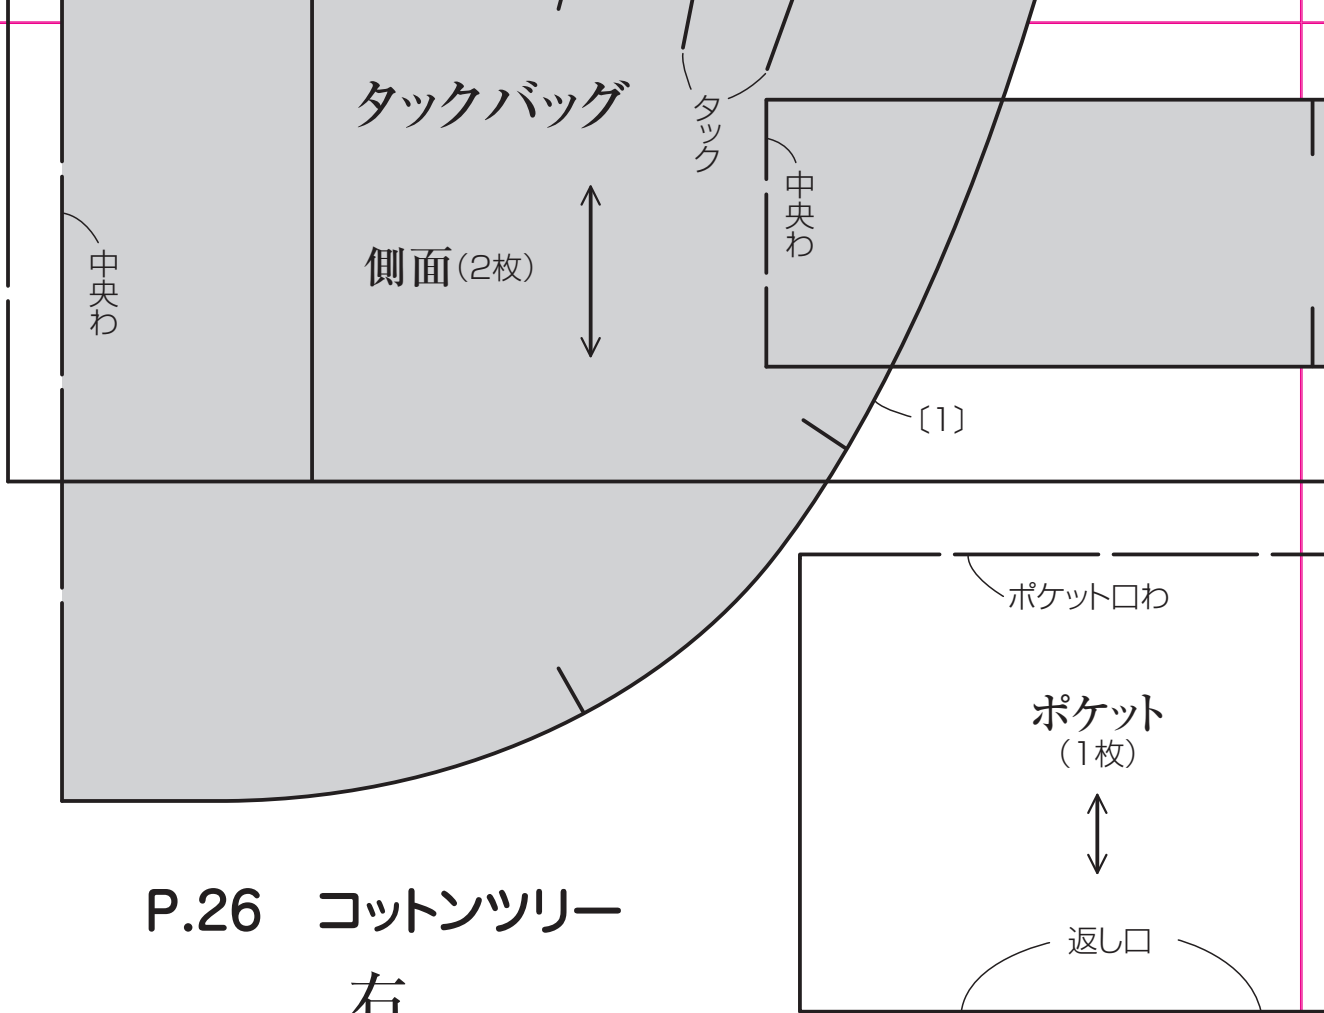 タックバッグ
タック
中央わ
側面(2枚)
中央わ
〔1〕
ポケット口わ
ポケット
(1枚)
返し口
P.26 コットンツリー
右